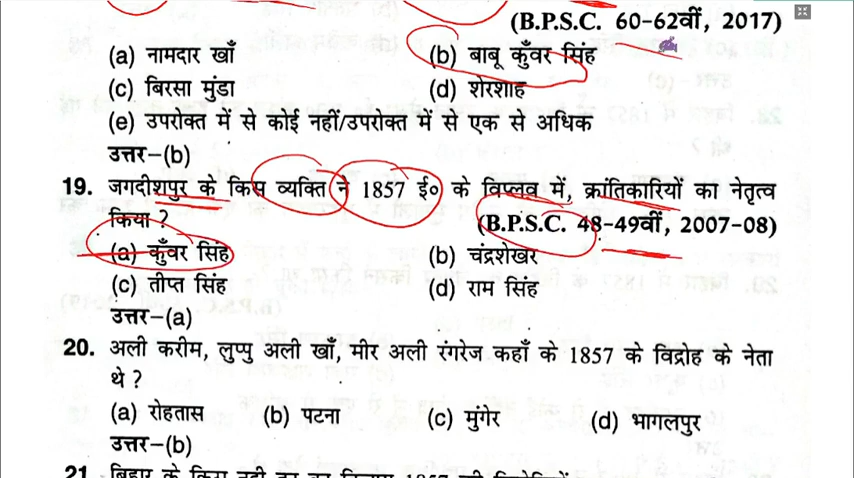 (B.P.S.C. 60-62वीं, 2017)
(a) नामदार खाँ (b) बाबू कुँवर सिंह
(c) बिरसा मुंडा (d) शेरशाह
(e) उपरोक्त में से कोई नहीं/उपरोक्त में से एक से अधिक
उत्तर-(b)
19. जगदीशपुर के किस व्यक्ति ने 1857 ई० के विप्लव में, क्रांतिकारियों का नेतृत्व
किया ? (B.P.S.C. 48-49वीं, 2007-08)
(a) कुँवर सिंह (b) चंद्रशेखर
(c) तीप्त सिंह (d) राम सिंह
उत्तर-(a)
20. अली करीम, लुप्पु अली खाँ, मीर अली रंगरेज कहाँ के 1857 के विद्रोह के नेता
थे ?
(a) रोहतास (b) पटना (c) मुंगेर (d) भागलपुर
उत्तर-(b)
21. बिहार के किस